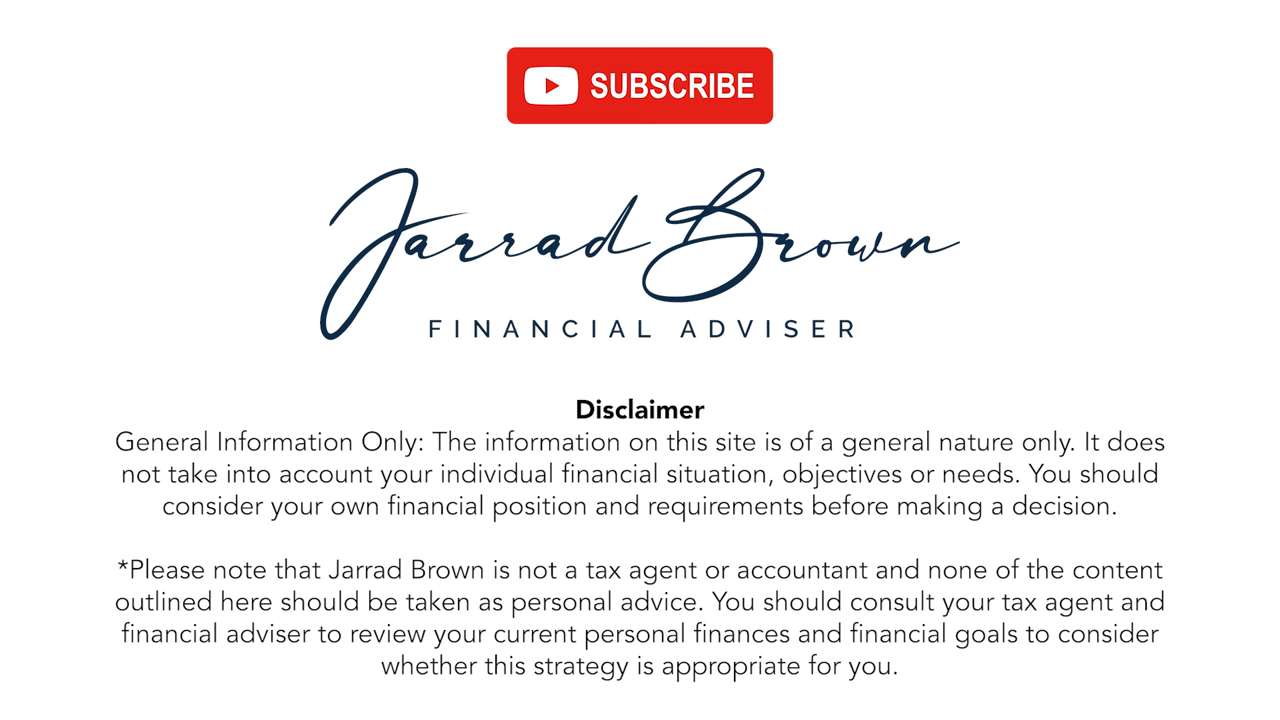 SUBSCRIBE
Jarrad Brown
FINANCIAL ADVISER
Disclaimer
General Information Only: The information on this site is of a general nature only. It does
not take into account your individual financial situation, objectives or needs. You should
consider your own financial position and requirements before making a decision.
*Please note that Jarrad Brown is not a tax agent or accountant and none of the content
outlined here should be taken as personal advice. You should consult your tax agent and
financial adviser to review your current personal finances and financial goals to consider
whether this strategy is appropriate for you.